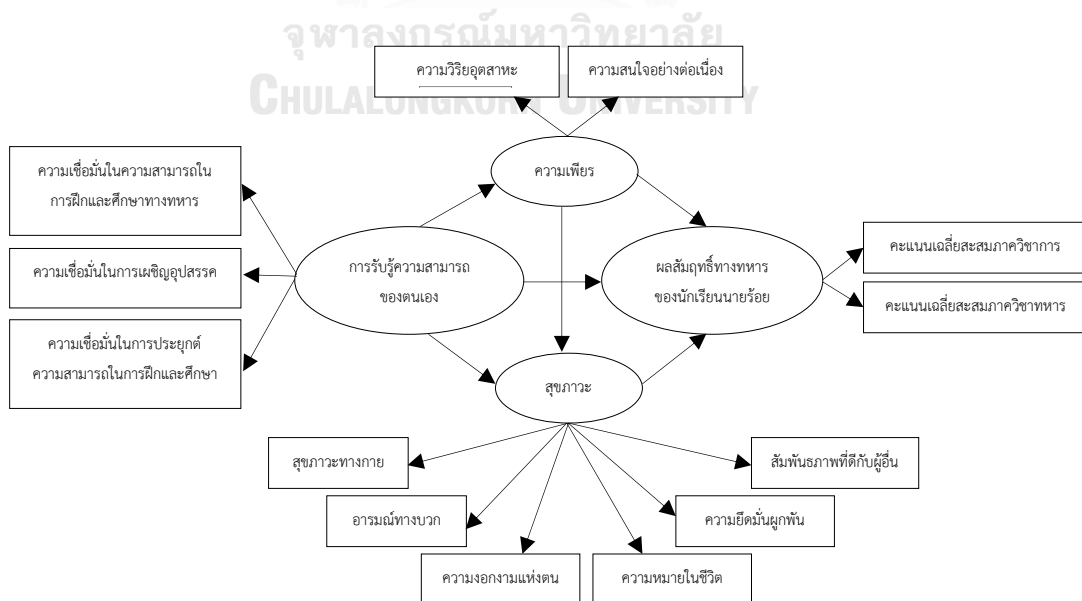 จุฬาลงกรณ์มหาวิทยาลัย
CHULALONGKORN UNIVERSITY
ความวิริยอุตสาหะ
ความสนใจอย่างต่อเนื่อง
ความเพียร
ความเชื่อมั่นในความสามารถใน
การฝึกและศึกษาทางทหาร
ความเชื่อมั่นในการเผชิญอุปสรรค
ความเชื่อมั่นในการประยุกต์
ความสามารถในการฝึกและศึกษา
การรับรู้ความสามารถ
ของตนเอง
ผลสัมฤทธิ์ทางทหาร
ของนักเรียนนายร้อย
คะแนนเฉลี่ยสะสมภาควิชาการ
คะแนนเฉลี่ยสะสมภาควิชาทหาร
สุขภาวะ
สุขภาวะทางกาย
สัมพันธภาพที่ดีกับผู้อื่น
อารมณ์ทางบวก
ความยึดมั่นผูกพัน
ความงอกงามแห่งตน
ความหมายในชีวิต